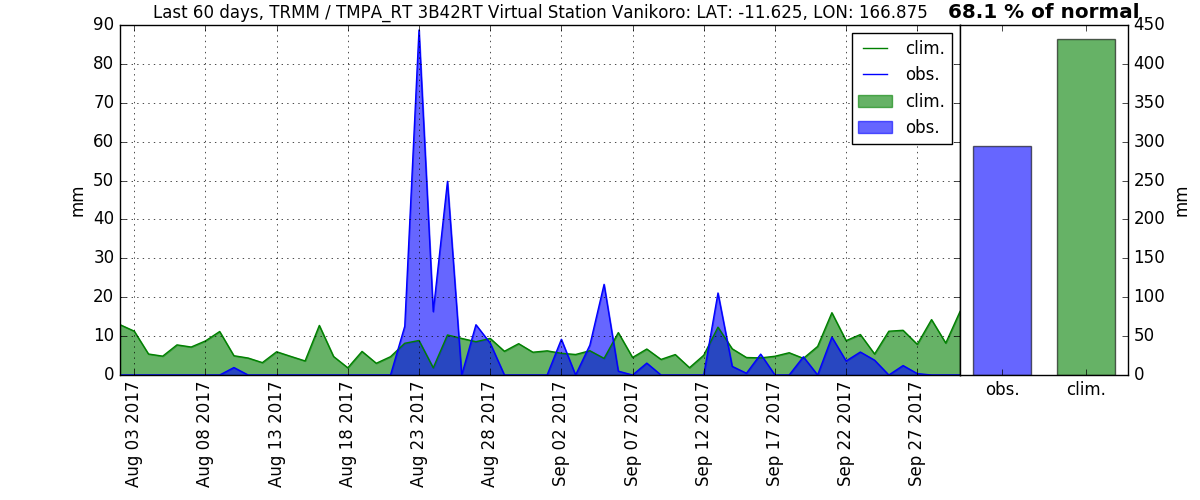 Last 60 days, TRMM / TMPA_RT 3B42RT Virtual Station Vanikoro: LAT: -11.625, LON: 166.875
68.1 % of normal
90
80
70
60
50
40
30
20
10
0
mm
clim.
obs.
clim.
obs.
Aug 03 2017
Aug 08 2017
Aug 13 2017
Aug 18 2017
Aug 23 2017
Aug 28 2017
Sep 02 2017
Sep 07 2017
Sep 12 2017
Sep 17 2017
Sep 22 2017
Sep 27 2017
450
400
350
300
250
200
150
100
50
0
mm
obs.
clim.